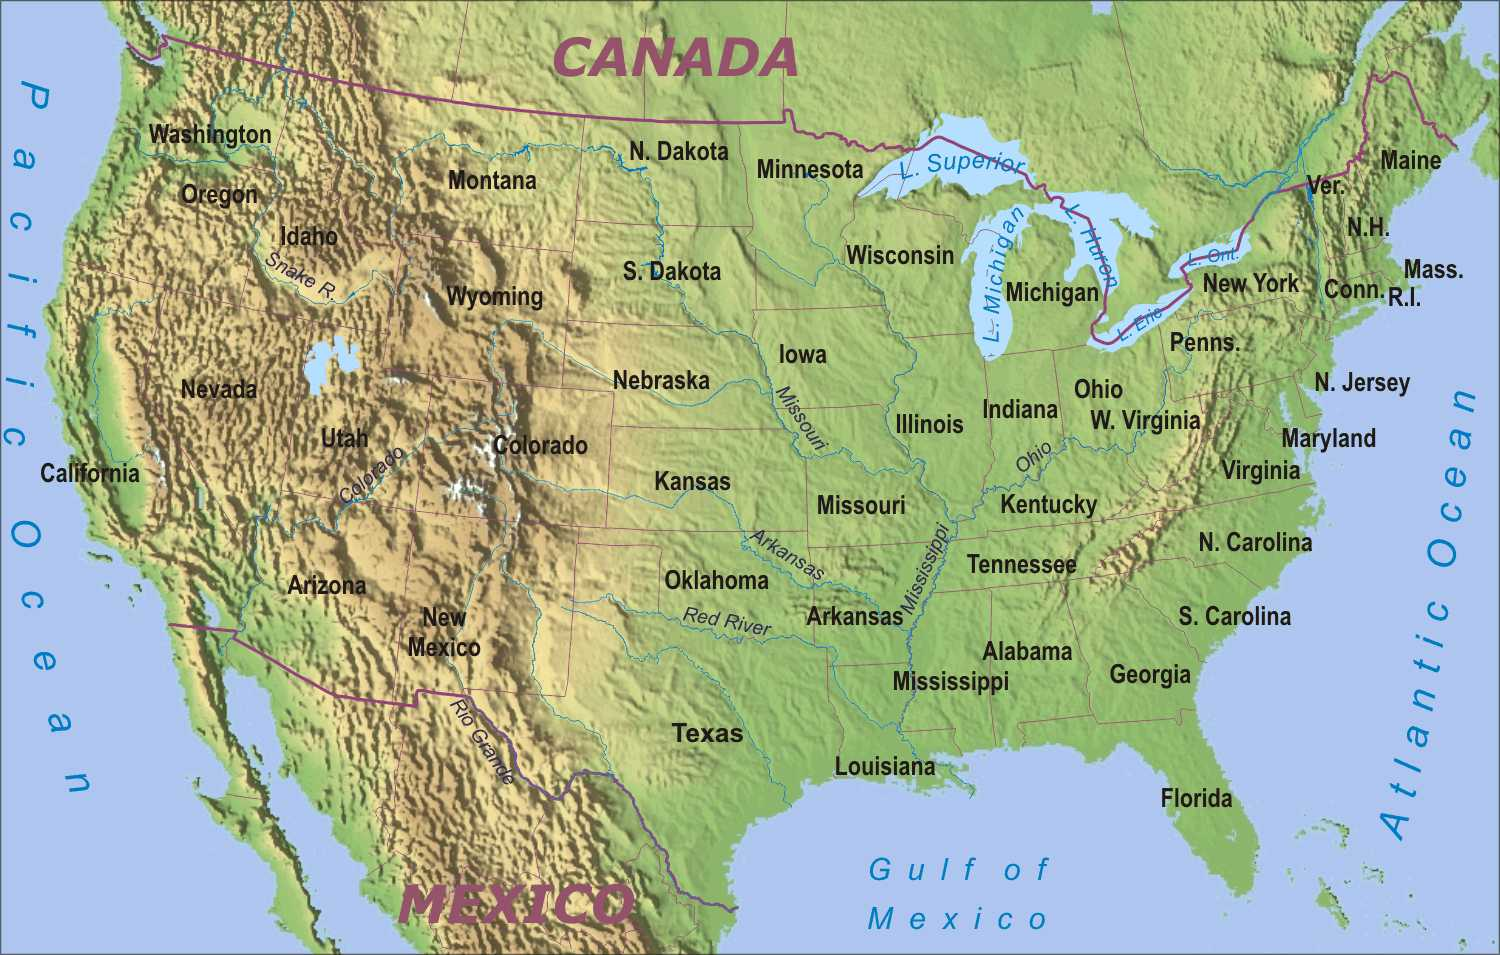 CANADA
Pacific Ocean
Washington
N. Dakota
Minnesota
L. Superior
Maine
Montana
Oregon
Ver.
Idaho
N.H.
L. Michigan
L. Huron
Wisconsin
L. Ont.
Snake R.
S. Dakota
Mass.
Wyoming
Michigan
New York
Conn.
R.I.
L. Erie
Penns.
Iowa
Nevada
Nebraska
Ohio
N. Jersey
Missouri
Indiana
Illinois
W. Virginia
Utah
Colorado
Maryland
Colorado
Ohio
California
Virginia
Kansas
Missouri
Kentucky
Atlantic Ocean
Arkansas
N. Carolina
Mississippi
Tennessee
Arizona
Oklahoma
New
Mexico
Red River
Arkansas
S. Carolina
Alabama
Mississippi
Georgia
Rio Grande
Texas
Louisiana
Florida
Gulf of
Mexico
MEXICO